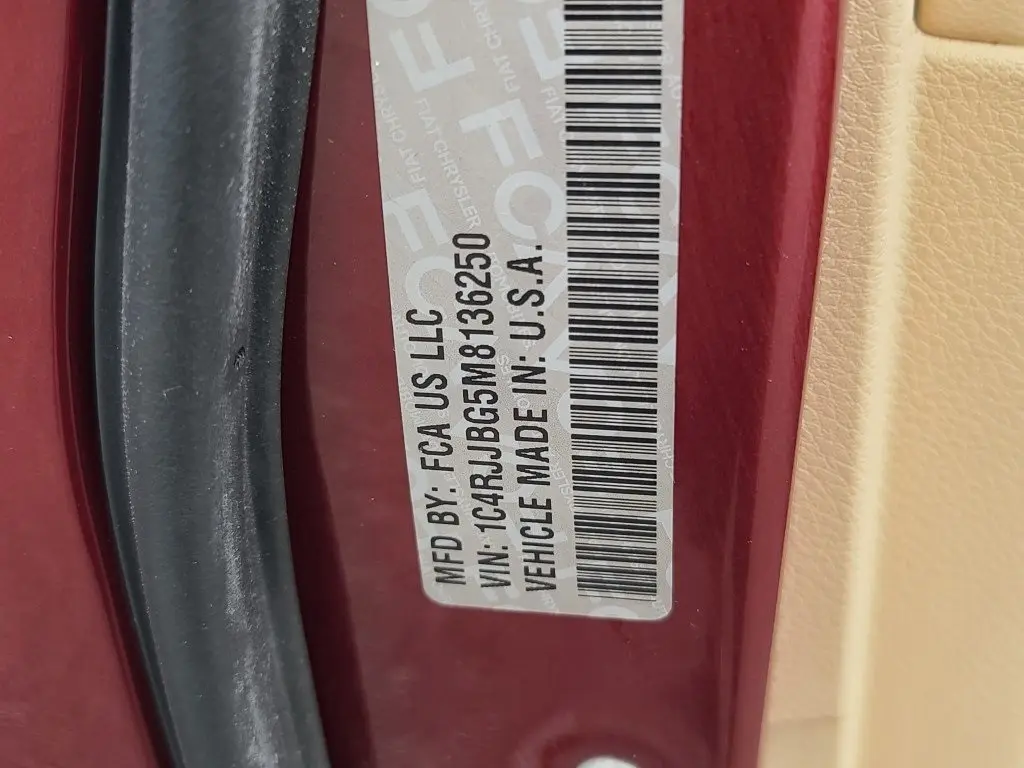 MFD BY: FCA US LLC
VIN: 1C4RJJBG5M8136250
VEHICLE MADE IN: U.S.A.